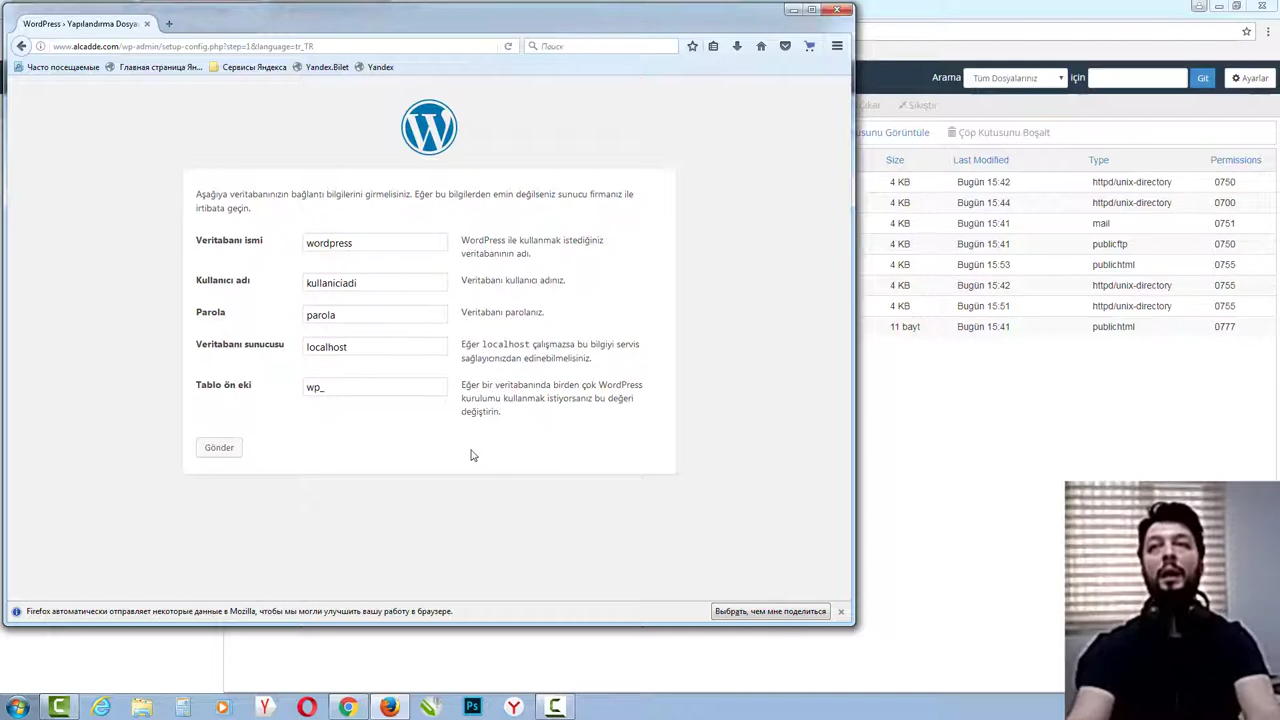 WordPress › Yapılandırma Dosya
www.alcadde.com/wp-admin/setup-config.php?step=1&language=tr_TR
Поиск
Часто посещаемые
Главная страница Ян...
Сервисы Яндекса
Yandex.Bilet
Yandex
Aşağıya veritabanınızın bağlantı bilgilerini girmelisiniz. Eğer bu bilgilerden emin değilseniz sunucu firmanız ile
irtibata geçin.
Veritabanı ismi
wordpress
WordPress ile kullanmak istediğiniz
veritabanının adı.
Kullanıcı adı
kullaniciadi
Veritabanı kullanıcı adınız.
Parola
parola
Veritabanı parolanız.
Veritabanı sunucusu
localhost
Eğer localhost çalışmazsa bu bilgiyi servis
sağlayıcınızdan edinebilmelisiniz.
Tablo ön eki
wp_
Eğer bir veritabanında birden çok WordPress
kurulumu kullanmak istiyorsanız bu değeri
değiştirin.
Gönder
Firefox автоматически отправляет некоторые данные в Mozilla, чтобы мы могли улучшить вашу работу в браузере.
Выбрать, чем мне поделиться
Arama
Tüm Dosyalarınız
için
Git
Ayarlar
Çıkar
Sıkıştır
usunu Görüntüle
Çöp Kutusunu Boşalt
Size Last Modified Type Permissions
4 KB Bugün 15:42 httpd/unix-directory 0750
4 KB Bugün 15:44 httpd/unix-directory 0700
4 KB Bugün 15:41 mail 0751
4 KB Bugün 15:41 publicftp 0750
4 KB Bugün 15:53 publichtml 0755
4 KB Bugün 15:42 httpd/unix-directory 0755
4 KB Bugün 15:51 httpd/unix-directory 0755
11 bayt Bugün 15:41 publichtml 0777